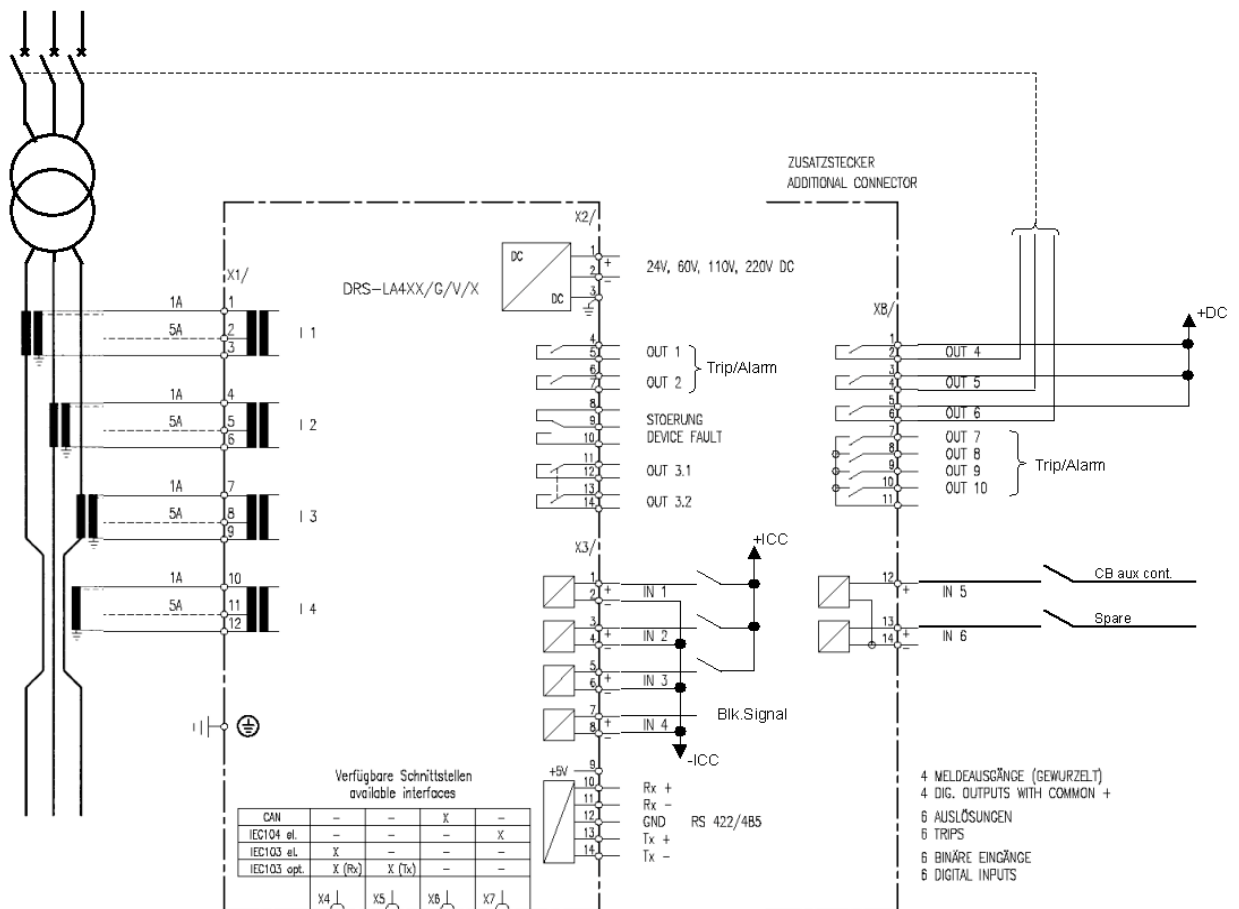 ZUSATZSTECKER
ADDITIONAL CONNECTOR
X1/
1A
5A
1
2
3
I 1
1A
5A
4
5
6
I 2
1A
5A
7
8
9
I 3
1A
5A
10
11
12
I 4
DRS-LA4XX/G/V/X
X2/
DC
DC
1
2
3
+
-
24V, 60V, 110V, 220V DC
4
5
OUT 1
6
7
OUT 2
Trip/Alarm
8
9
10
STOERUNG
DEVICE FAULT
11
12
OUT 3.1
13
14
OUT 3.2
X3/
+ICC
1
2
+
-
IN 1
3
4
+
-
IN 2
5
6
+
-
IN 3
7
8
+
-
IN 4
Blk.Signal
-ICC
+5V
9
10
11
12
13
14
Rx +
Rx -
GND
Tx +
Tx -
RS 422/485
X8/
+DC
1
2
OUT 4
3
4
OUT 5
5
6
OUT 6
7
8
9
10
11
OUT 7
OUT 8
OUT 9
OUT 10
Trip/Alarm
12
+
IN 5
CB aux cont.
13
14
+
-
IN 6
Spare
Verfügbare Schnittstellen
available interfaces
CAN - - X -
IEC104 el. - - - X
IEC103 el. X - - -
IEC103 opt. X (Rx) X (Tx) - -
X4 X5 X6 X7
4 MELDEAUSGÄNGE (GEWURZELT)
4 DIG. OUTPUTS WITH COMMON +
6 AUSLÖSUNGEN
6 TRIPS
6 BINÄRE EINGÄNGE
6 DIGITAL INPUTS